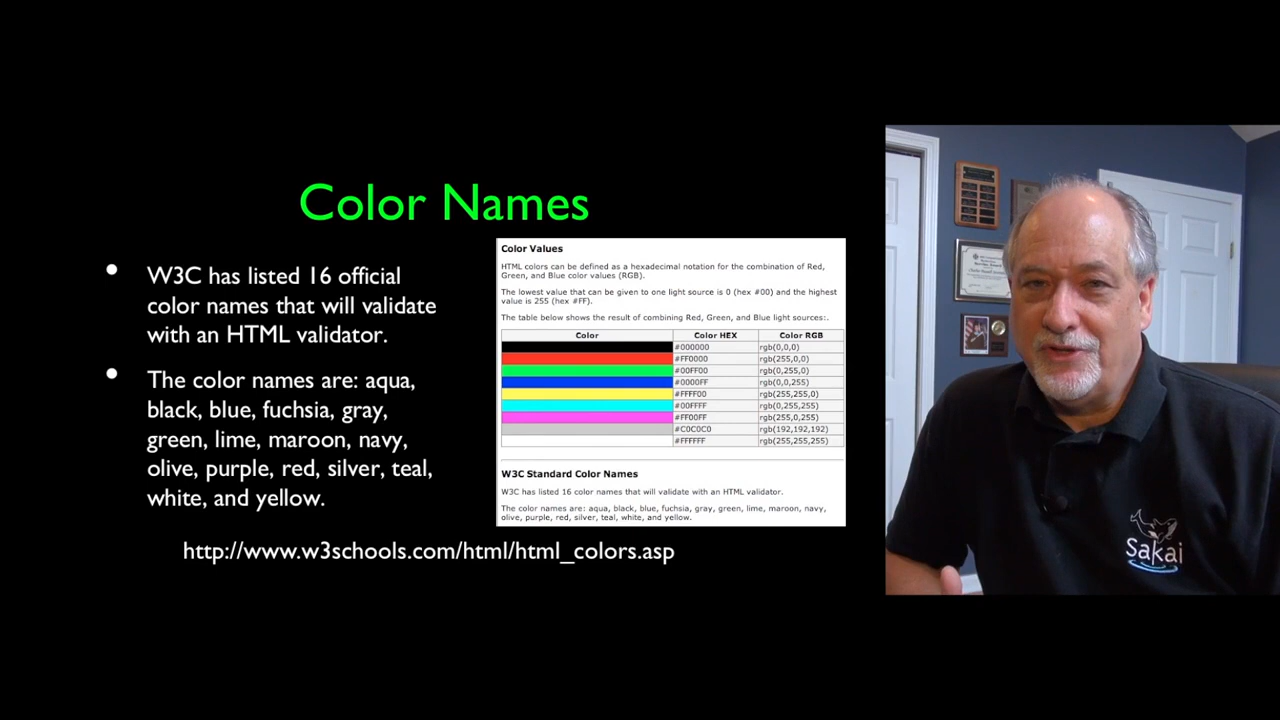 Color Names
• W3C has listed 16 official
color names that will validate
with an HTML validator.
• The color names are: aqua,
black, blue, fuchsia, gray,
green, lime, maroon, navy,
olive, purple, red, silver, teal,
white, and yellow.
Color Values
HTML colors can be defined as a hexadecimal notation for the combination of Red,
Green, and Blue color values (RGB).
The lowest value that can be given to one light source is 0 (hex #00) and the highest
value is 255 (hex #FF).
The table below shows the result of combining Red, Green, and Blue light sources:.
Color Color HEX Color RGB
#000000 rgb(0,0,0)
#FF0000 rgb(255,0,0)
#00FF00 rgb(0,255,0)
#0000FF rgb(0,0,255)
#FFFF00 rgb(255,255,0)
#00FFFF rgb(0,255,255)
#FF00FF rgb(255,0,255)
#C0C0C0 rgb(192,192,192)
#FFFFFF rgb(255,255,255)
W3C Standard Color Names
W3C has listed 16 color names that will validate with an HTML validator.
The color names are: aqua, black, blue, fuchsia, gray, green, lime, maroon, navy,
olive, purple, red, silver, teal, white, and yellow.
http://www.w3schools.com/html/html_colors.asp
Sakai